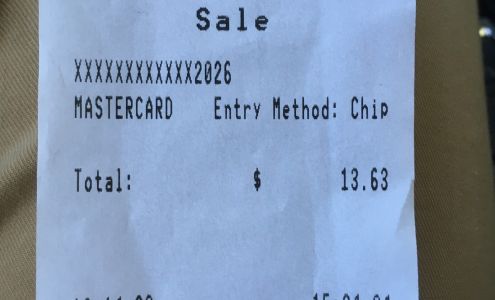 Sale
XXXXXXXXXXXX2026
MASTERCARD Entry Method: Chip
Total: $ 13.63